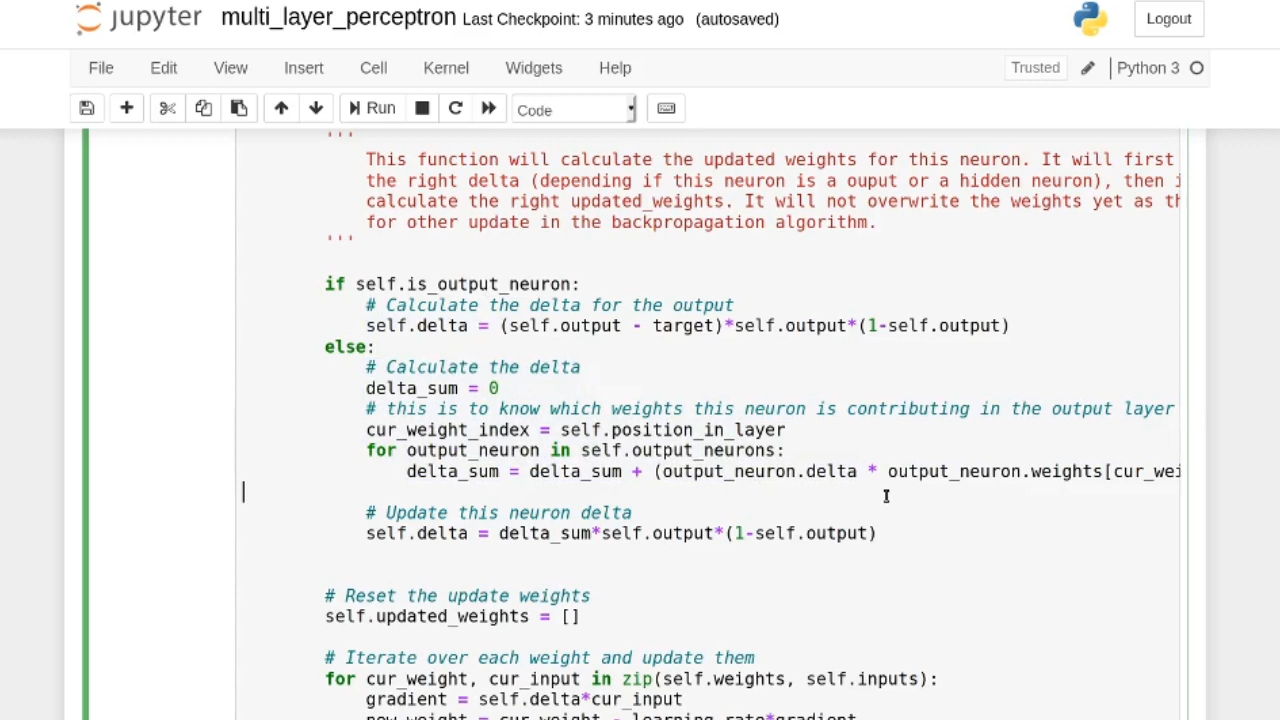 jupyter multi_layer_perceptron Last Checkpoint: 3 minutes ago (autosaved) Logout
File Edit View Insert Cell Kernel Widgets Help Trusted Python 3
Run Code
'''
This function will calculate the updated weights for this neuron. It will first
the right delta (depending if this neuron is a ouput or a hidden neuron), then
calculate the right updated_weights. It will not overwrite the weights yet as
for other update in the backpropagation algorithm.
'''
if self.is_output_neuron:
# Calculate the delta for the output
self.delta = (self.output - target)*self.output*(1-self.output)
else:
# Calculate the delta
delta_sum = 0
# this is to know which weights this neuron is contributing in the output layer
cur_weight_index = self.position_in_layer
for output_neuron in self.output_neurons:
delta_sum = delta_sum + (output_neuron.delta * output_neuron.weights[cur_wei
# Update this neuron delta
self.delta = delta_sum*self.output*(1-self.output)
# Reset the update weights
self.updated_weights = []
# Iterate over each weight and update them
for cur_weight, cur_input in zip(self.weights, self.inputs):
gradient = self.delta*cur_input
new_weight = cur_weight - learning_rate*gradient